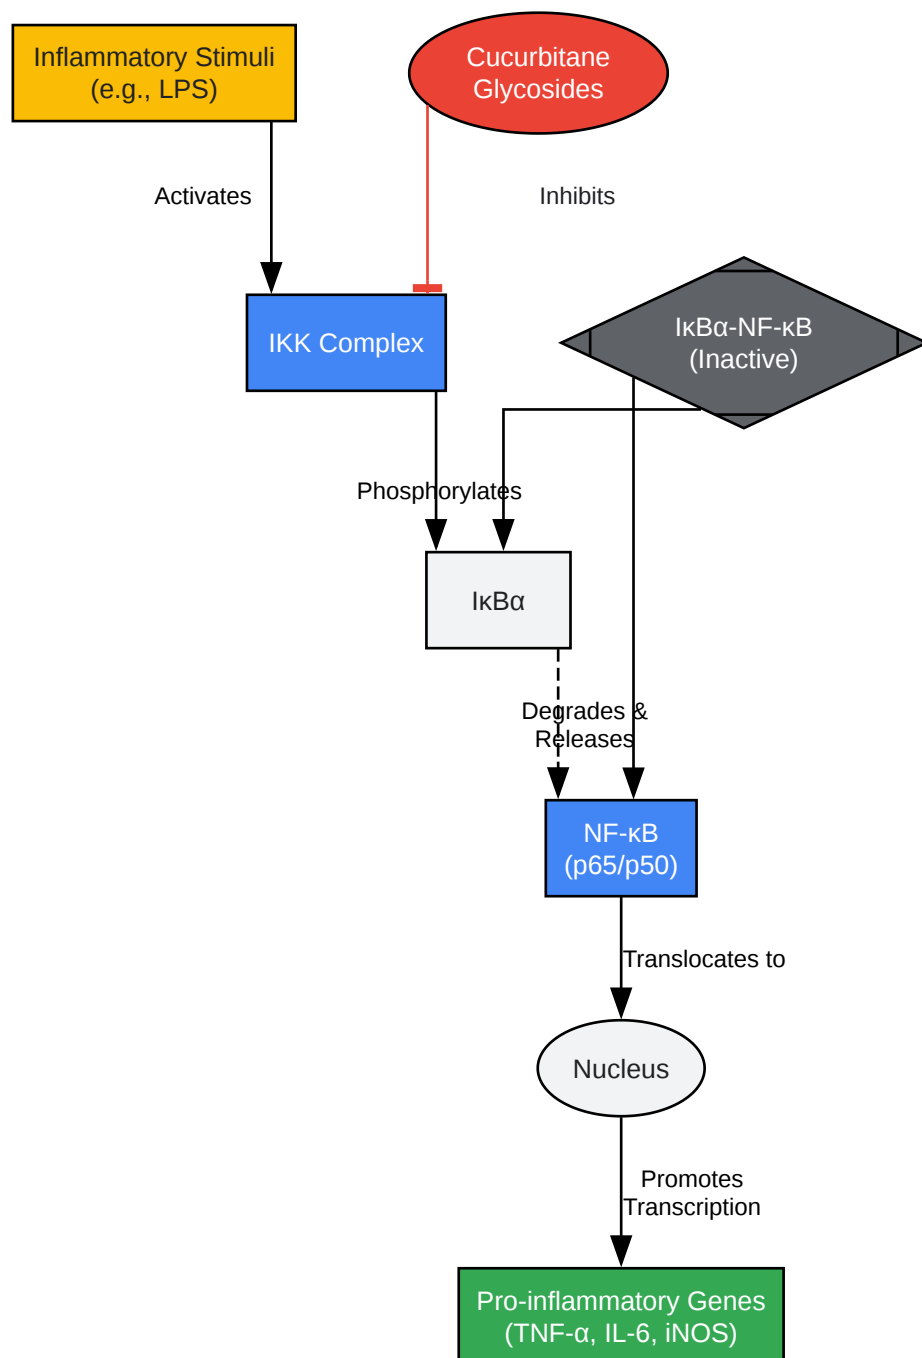 Inflammatory Stimuli
(e.g., LPS)
Cucurbitane
Glycosides
Activates
Inhibits
IKK Complex
IκBα-NF-κB
(Inactive)
Phosphorylates
IκBα
Degrades &
Releases
NF-κB
(p65/p50)
Translocates to
Nucleus
Promotes
Transcription
Pro-inflammatory Genes
(TNF-α, IL-6, iNOS)